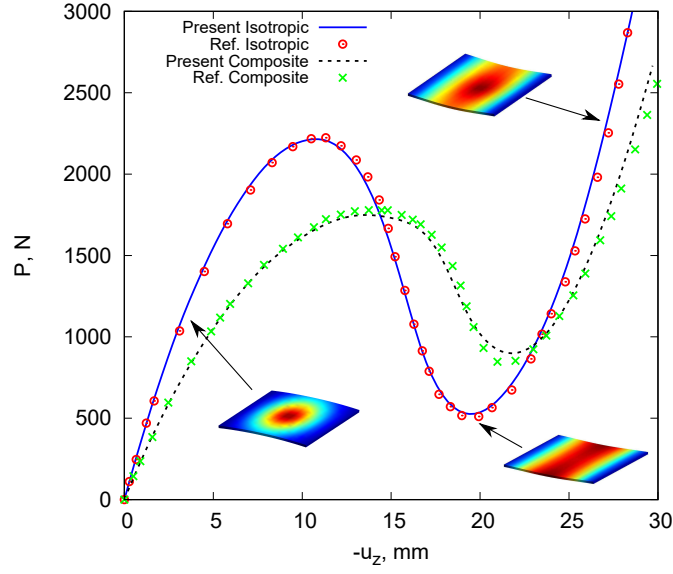 Present Isotropic
Ref. Isotropic
Present Composite
Ref. Composite
3000
2500
2000
1500
1000
500
0
P, N
0 5 10 15 20 25 30
-u_z, mm